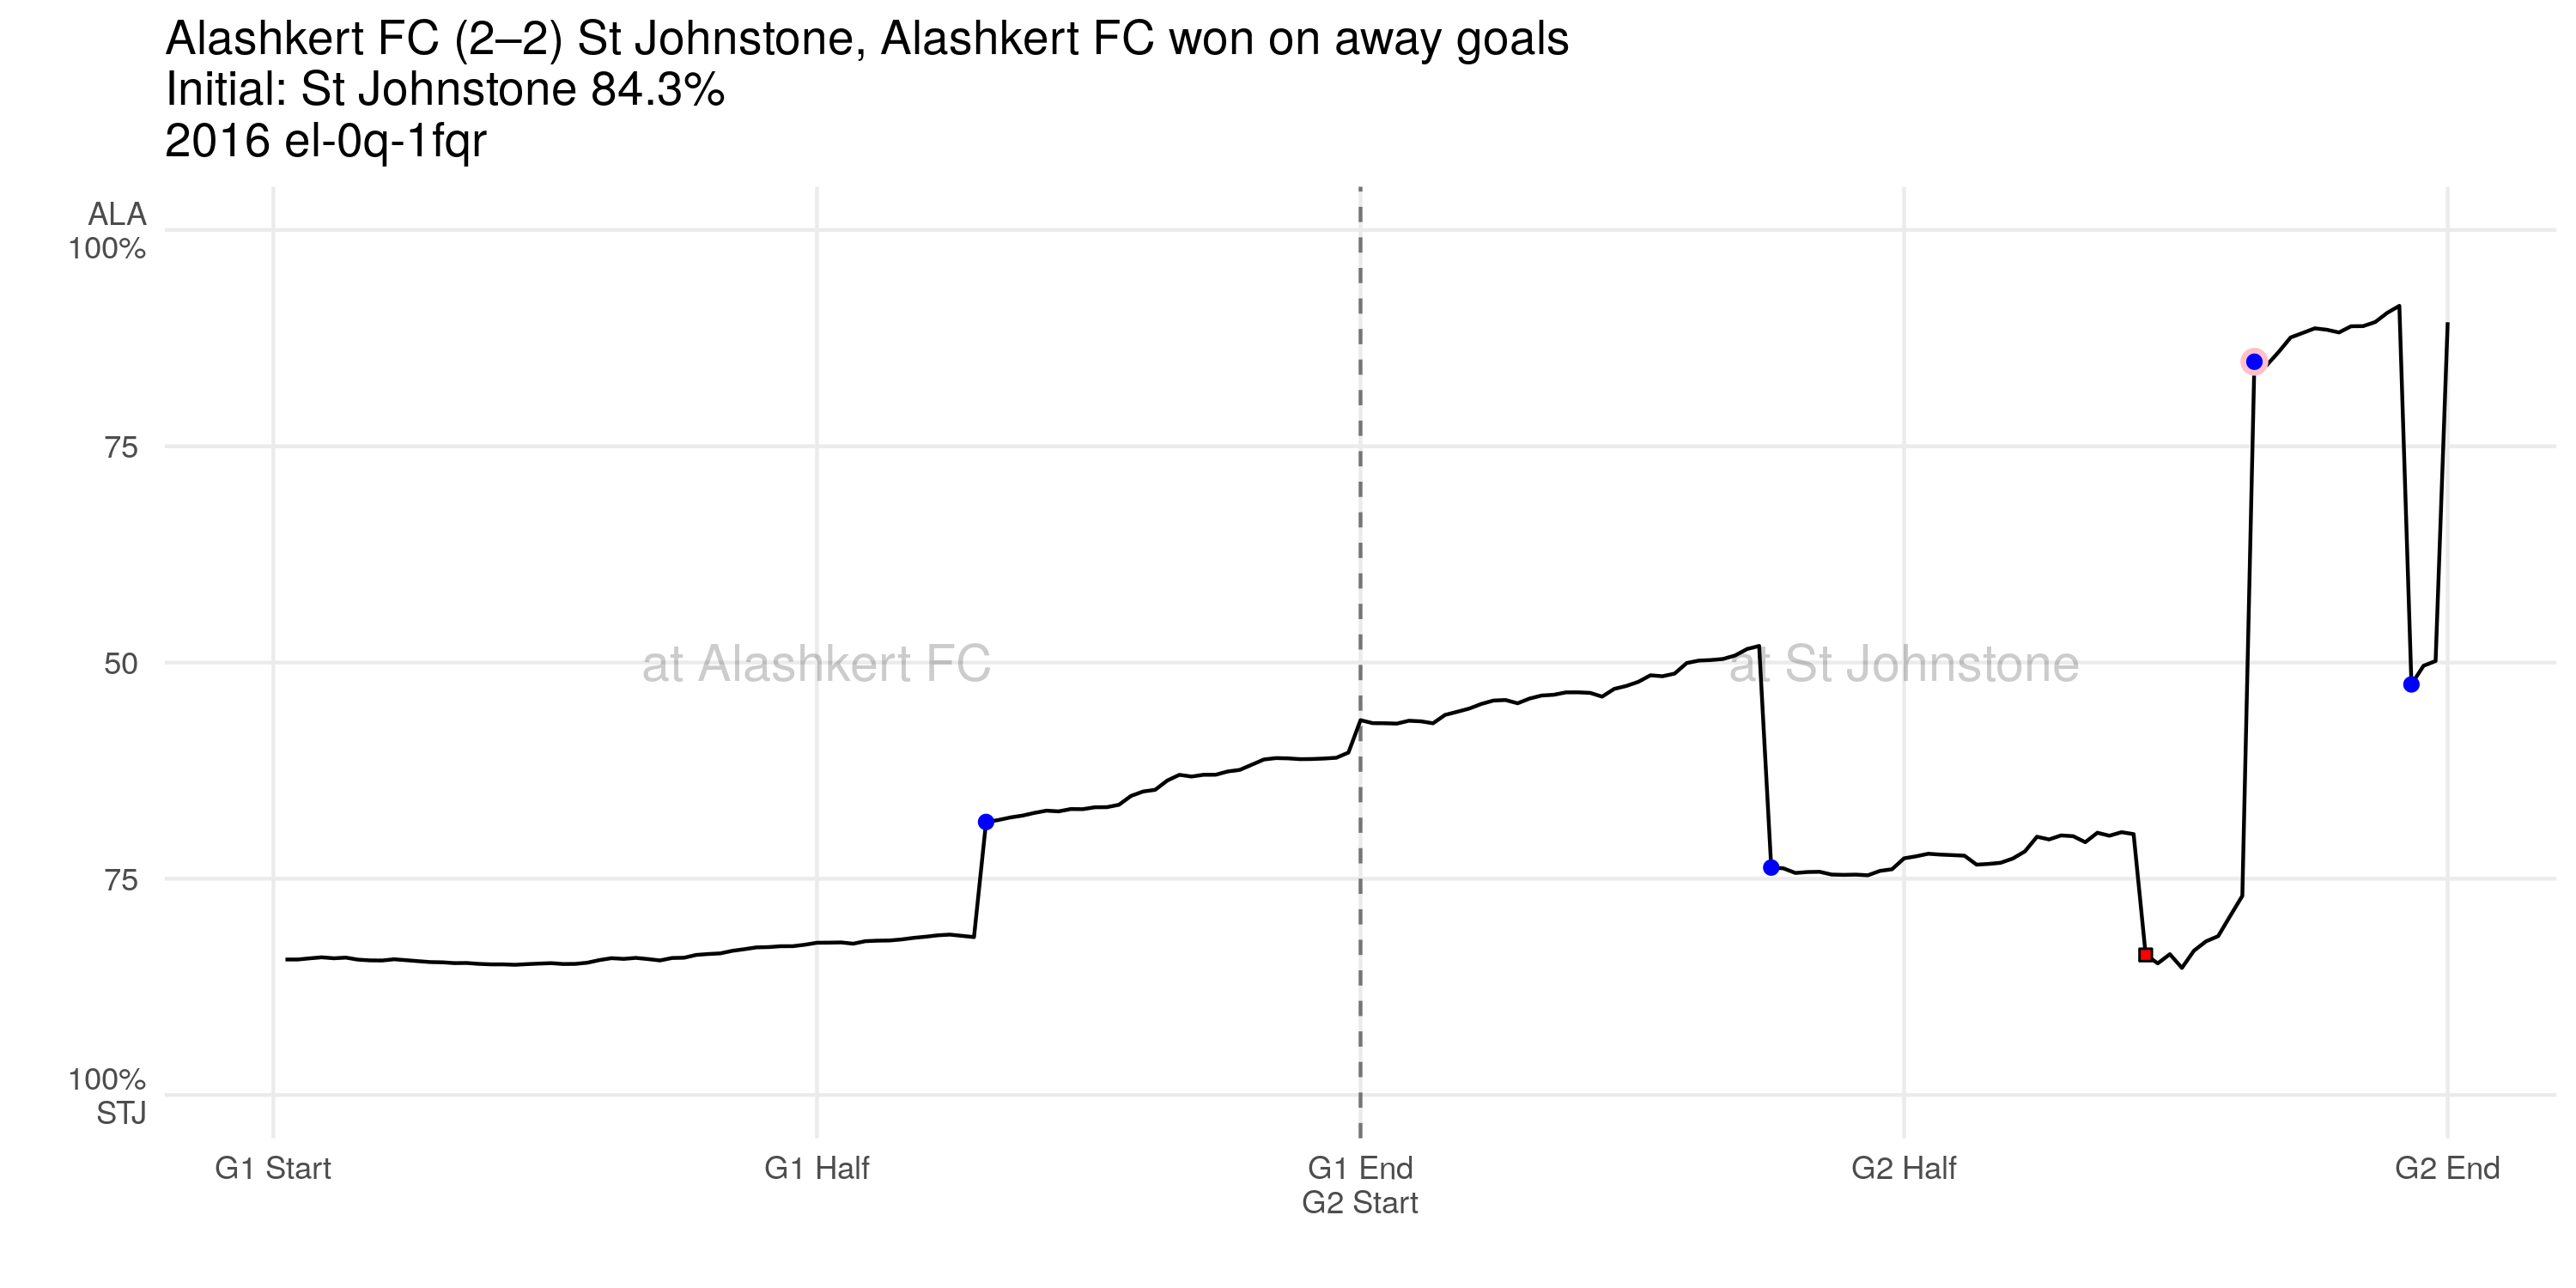 Alashkert FC (2–2) St Johnstone, Alashkert FC won on away goals
Initial: St Johnstone 84.3%
2016 el-0q-1fqr
ALA
100%
75
50
75
100%
STJ
at Alashkert FC
at St Johnstone
G1 Start
G1 Half
G1 End
G2 Start
G2 Half
G2 End